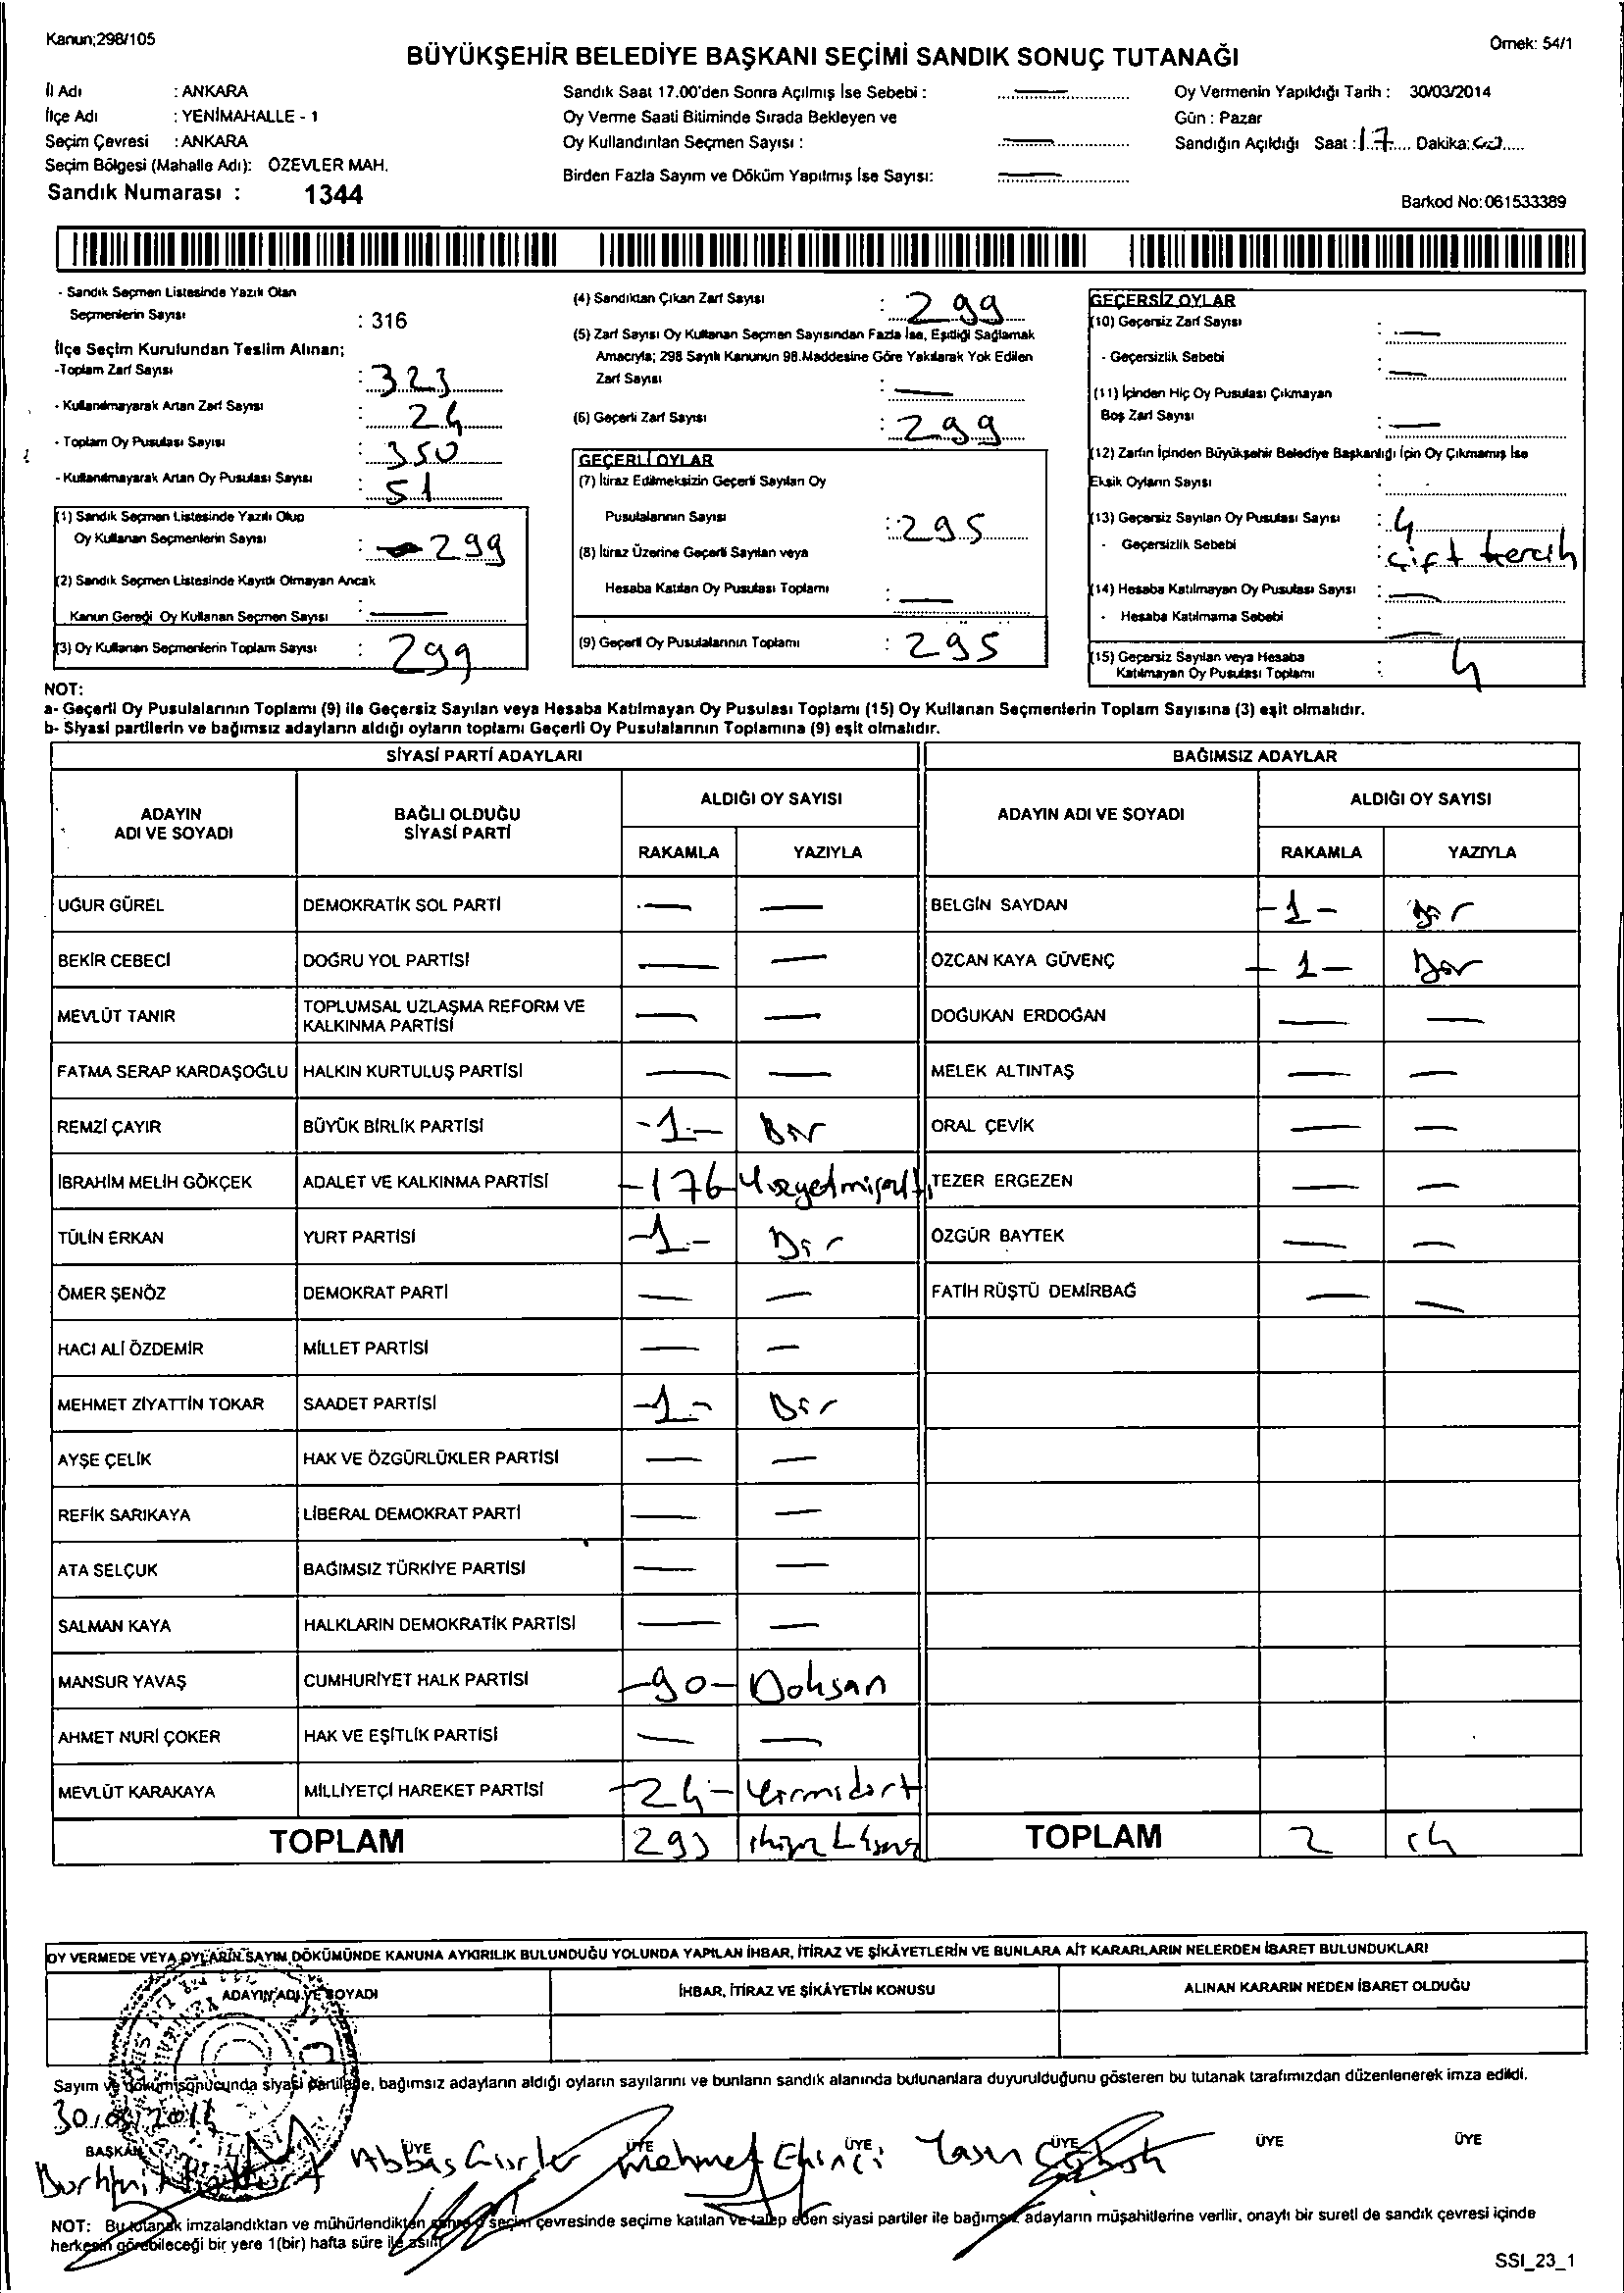 Kanun;298/105
Örnek: 54/1
BÜYÜKŞEHİR BELEDİYE BAŞKANI SEÇİMİ SANDIK SONUÇ TUTANAĞI
İl Adı : ANKARA
İlçe Adı : YENİMAHALLE - 1
Seçim Çevresi : ANKARA
Seçim Bölgesi (Mahalle Adı): ÖZEVLER MAH.
Sandık Numarası : 1344
Sandık Saat 17.00'den Sonra Açılmış İse Sebebi : —
Oy Verme Saati Bitiminde Sırada Bekleyen ve
Oy Kullandırılan Seçmen Sayısı : —
Birden Fazla Sayım ve Döküm Yapılmış İse Sayısı: —
Oy Vermenin Yapıldığı Tarih : 30/03/2014
Gün : Pazar
Sandığın Açıldığı Saat : 17 Dakika:
Barkod No:061533389
- Sandık Seçmen Listesinde Yazılı Olan
Seçmenlerin Sayısı : 316
İlçe Seçim Kurulundan Teslim Alınan;
-Toplam Zarf Sayısı : 323
- Kullanılmayarak Artan Zarf Sayısı : 24
- Toplam Oy Pusulası Sayısı : 350
- Kullanılmayarak Artan Oy Pusulası Sayısı : 51
(1) Sandık Seçmen Listesinde Yazılı Olup
Oy Kullanan Seçmenlerin Sayısı : 299
(2) Sandık Seçmen Listesinde Kayıtlı Olmayan Ancak
Kanun Gereği Oy Kullanan Seçmen Sayısı : —
(3) Oy Kullanan Seçmenlerin Toplam Sayısı : 299
(4) Sandıktan Çıkan Zarf Sayısı : 299
(5) Zarf Sayısı Oy Kullanan Seçmen Sayısından Fazla İse, Eşitliği Sağlamak
Amacıyla; 298 Sayılı Kanunun 98.Maddesine Göre Yakılarak Yok Edilen
Zarf Sayısı : —
(6) Geçerli Zarf Sayısı : 299
GEÇERLİ OYLAR
(7) İtiraz Edilmeksizin Geçerli Sayılan Oy
Pusulalarının Sayısı : 295
(8) İtiraz Üzerine Geçerli Sayılan veya
Hesaba Katılan Oy Pusulası Toplamı : —
(9) Geçerli Oy Pusulalarının Toplamı : 295
GEÇERSİZ OYLAR
(10) Geçersiz Zarf Sayısı : —
- Geçersizlik Sebebi : —
(11) İçinden Hiç Oy Pusulası Çıkmayan
Boş Zarf Sayısı : —
(12) Zarfın İçinden Büyükşehir Belediye Başkanlığı İçin Oy Çıkmamış İse
Eksik Oyların Sayısı :
(13) Geçersiz Sayılan Oy Pusulası Sayısı : 4
- Geçersizlik Sebebi : çift tercih
(14) Hesaba Katılmayan Oy Pusulası Sayısı : —
- Hesaba Katılmama Sebebi : —
(15) Geçersiz Sayılan veya Hesaba
Katılmayan Oy Pusulası Toplamı : 4
NOT:
a- Geçerli Oy Pusulalarının Toplamı (9) ile Geçersiz Sayılan veya Hesaba Katılmayan Oy Pusulası Toplamı (15) Oy Kullanan Seçmenlerin Toplam Sayısına (3) eşit olmalıdır.
b- Siyasi partilerin ve bağımsız adayların aldığı oyların toplamı Geçerli Oy Pusulalarının Toplamına (9) eşit olmalıdır.
SİYASİ PARTİ ADAYLARI BAĞIMSIZ ADAYLAR
ADAYIN ADI VE SOYADI BAĞLI OLDUĞU SİYASİ PARTİ ALDIĞI OY SAYISI ADAYIN ADI VE SOYADI ALDIĞI OY SAYISI
RAKAMLA YAZIYLA RAKAMLA YAZIYLA
UĞUR GÜREL DEMOKRATİK SOL PARTİ — — BELGİN SAYDAN -1- Bir
BEKİR CEBECİ DOĞRU YOL PARTİSİ — — ÖZCAN KAYA GÜVENÇ -1- Bir
MEVLÜT TANIR TOPLUMSAL UZLAŞMA REFORM VE KALKINMA PARTİSİ — — DOĞUKAN ERDOĞAN — —
FATMA SERAP KARDAŞOĞLU HALKIN KURTULUŞ PARTİSİ — — MELEK ALTINTAŞ — —
REMZİ ÇAYIR BÜYÜK BİRLİK PARTİSİ -1- Bir ORAL ÇEVİK — —
İBRAHİM MELİH GÖKÇEK ADALET VE KALKINMA PARTİSİ -176- Yüzyetmişaltı TEZER ERGEZEN — —
TÜLİN ERKAN YURT PARTİSİ -1- Bir ÖZGÜR BAYTEK — —
ÖMER ŞENÖZ DEMOKRAT PARTİ — — FATİH RÜŞTÜ DEMİRBAĞ — —
HACI ALİ ÖZDEMİR MİLLET PARTİSİ — —
MEHMET ZİYATTİN TOKAR SAADET PARTİSİ -1- Bir
AYŞE ÇELİK HAK VE ÖZGÜRLÜKLER PARTİSİ — —
REFİK SARIKAYA LİBERAL DEMOKRAT PARTİ — —
ATA SELÇUK BAĞIMSIZ TÜRKİYE PARTİSİ — —
SALMAN KAYA HALKLARIN DEMOKRATİK PARTİSİ — —
MANSUR YAVAŞ CUMHURİYET HALK PARTİSİ -90- Doksan
AHMET NURİ ÇOKER HAK VE EŞİTLİK PARTİSİ — —
MEVLÜT KARAKAYA MİLLİYETÇİ HAREKET PARTİSİ -24- Yirmidört
TOPLAM 293 TOPLAM 2
OY VERMEDE VEYA OYLARIN SAYIM DÖKÜMÜNDE KANUNA AYKIRILIK BULUNDUĞU YOLUNDA YAPILAN İHBAR, İTİRAZ VE ŞİKÂYETLERİN VE BUNLARA AİT KARARLARIN NELERDEN İBARET BULUNDUKLARI
ADAYIN ADI VE SOYADI İHBAR, İTİRAZ VE ŞİKÂYETİN KONUSU ALINAN KARARIN NEDEN İBARET OLDUĞU
Sayım ve dökümü sonucunda siyasi partilerle, bağımsız adayların aldığı oyların sayılarını ve bunların sandık alanında bulunanlara duyurulduğunu gösteren bu tutanak tarafımızdan düzenlenerek imza edildi.
BAŞKAN ÜYE ÜYE ÜYE ÜYE ÜYE ÜYE
Abbas Mehmet Ekinci Yasin
NOT: Bu tutanak imzalandıktan ve mühürlendikten sonra o seçim çevresinde seçime katılan ve talep eden siyasi partiler ile bağımsız adayların müşahitlerine verilir, onaylı bir sureti de sandık çevresi içinde
herkesin görebileceği bir yere 1(bir) hafta süre ile asılır.
SSI_23_1